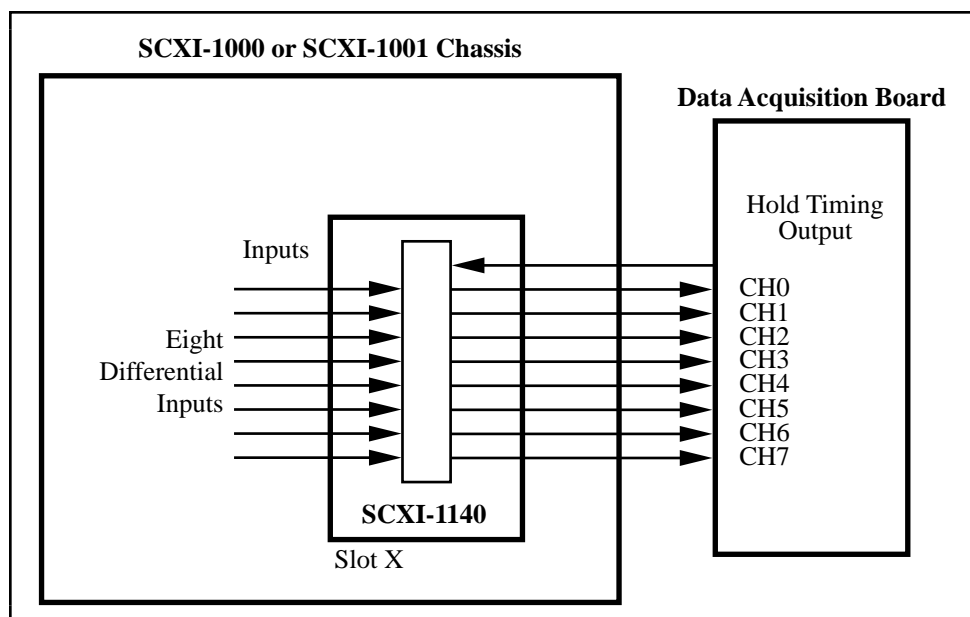 SCXI-1000 or SCXI-1001 Chassis
Data Acquisition Board
Hold Timing
Output
Inputs
Eight
Differential
Inputs
CH0
CH1
CH2
CH3
CH4
CH5
CH6
CH7
SCXI-1140
Slot X